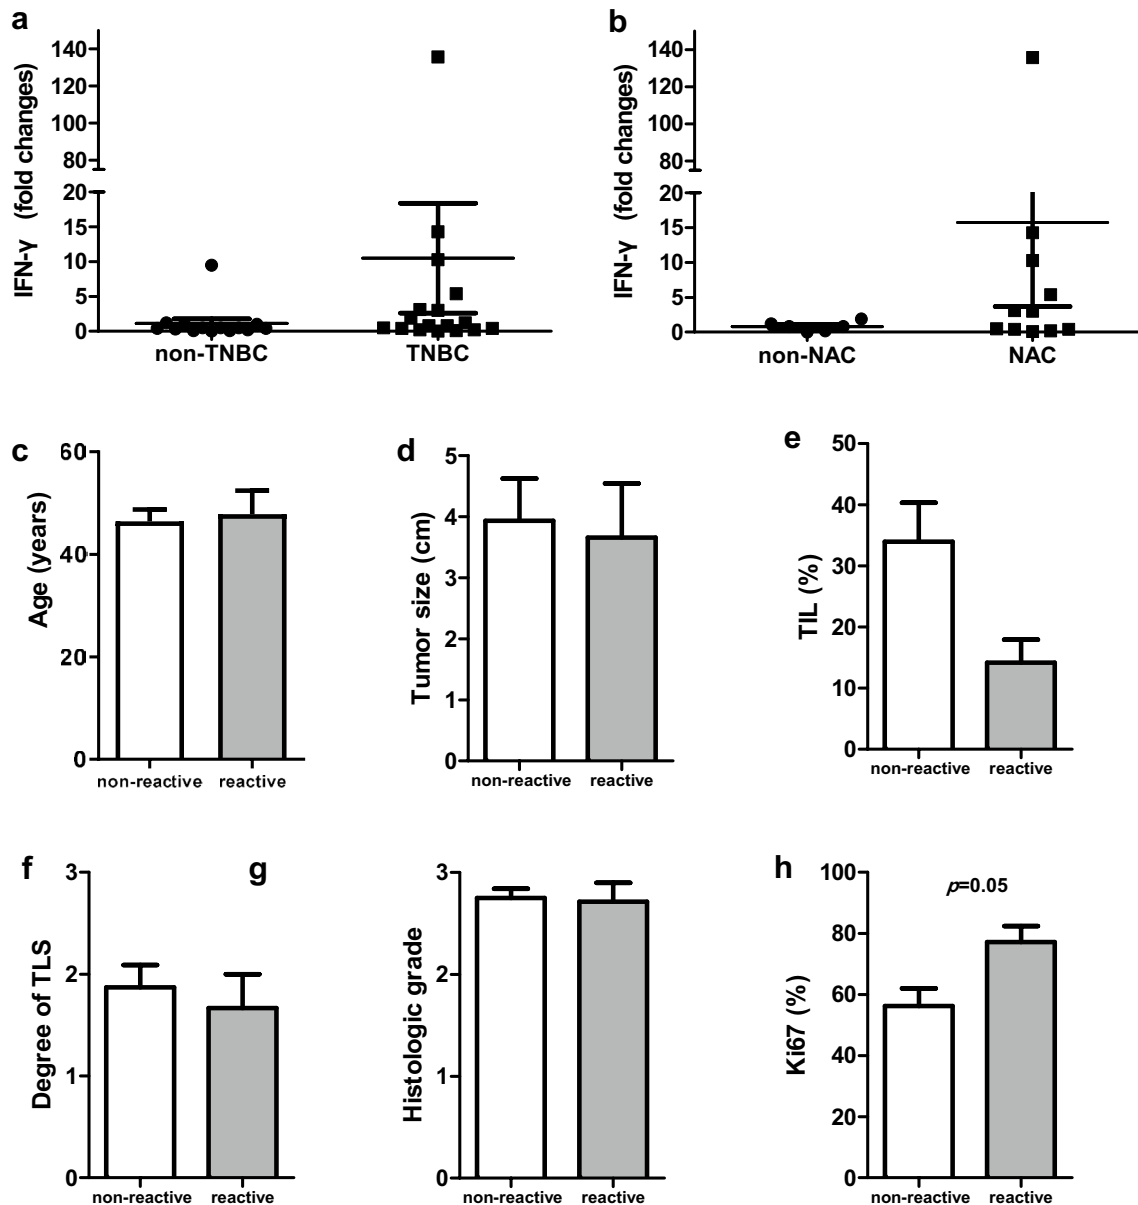 a
IFN-γ (fold changes)
140
120
100
80
20
15
10
5
0
non-TNBC TNBC
b
IFN-γ (fold changes)
140
120
100
80
20
15
10
5
0
non-NAC NAC
c
Age (years)
60
40
20
0
non-reactive reactive
d
Tumor size (cm)
5
4
3
2
1
0
non-reactive reactive
e
TIL (%)
50
40
30
20
10
0
non-reactive reactive
f
Degree of TLS
3
2
1
0
non-reactive reactive
g
Histologic grade
3
2
1
0
non-reactive reactive
h
Ki67 (%)
100
80
60
40
20
0
p=0.05
non-reactive reactive